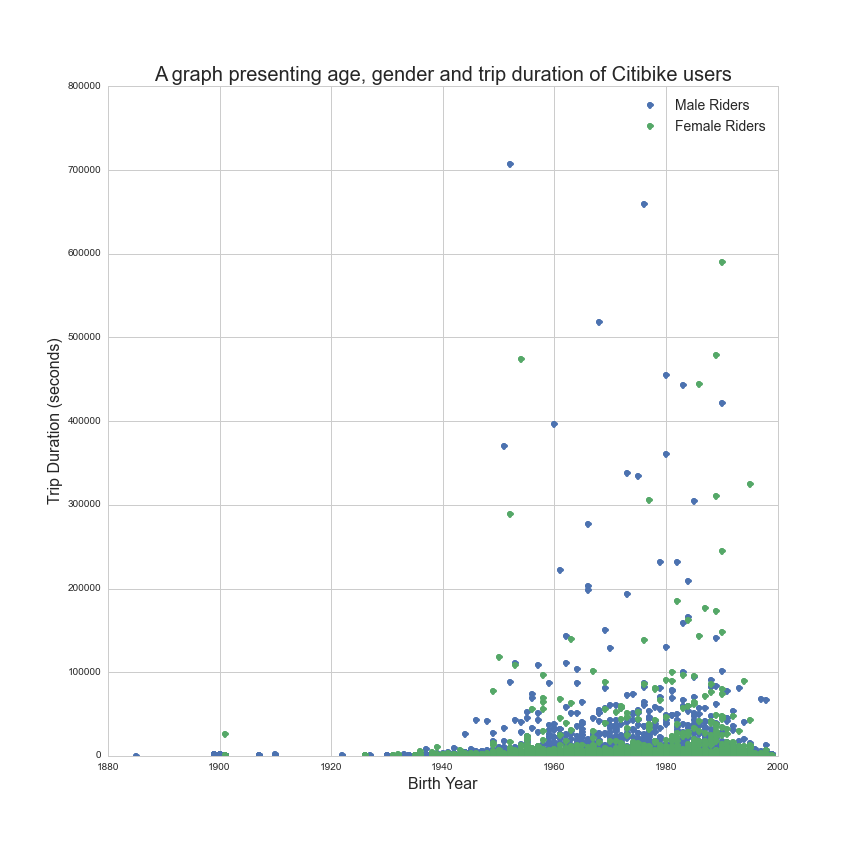 A graph presenting age, gender and trip duration of Citibike users
800000
Male Riders
Female Riders
700000
600000
500000
400000
300000
200000
100000
0
Trip Duration (seconds)
1880 1900 1920 1940 1960 1980 2000
Birth Year